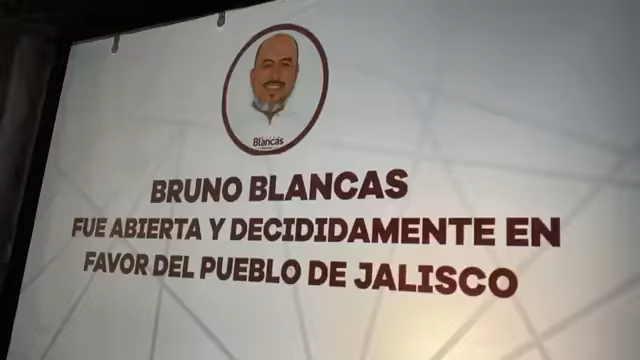 Blancas
BRUNO BLANCAS
FUE ABIERTA Y DECIDIDAMENTE EN
FAVOR DEL PUEBLO DE JALISCO